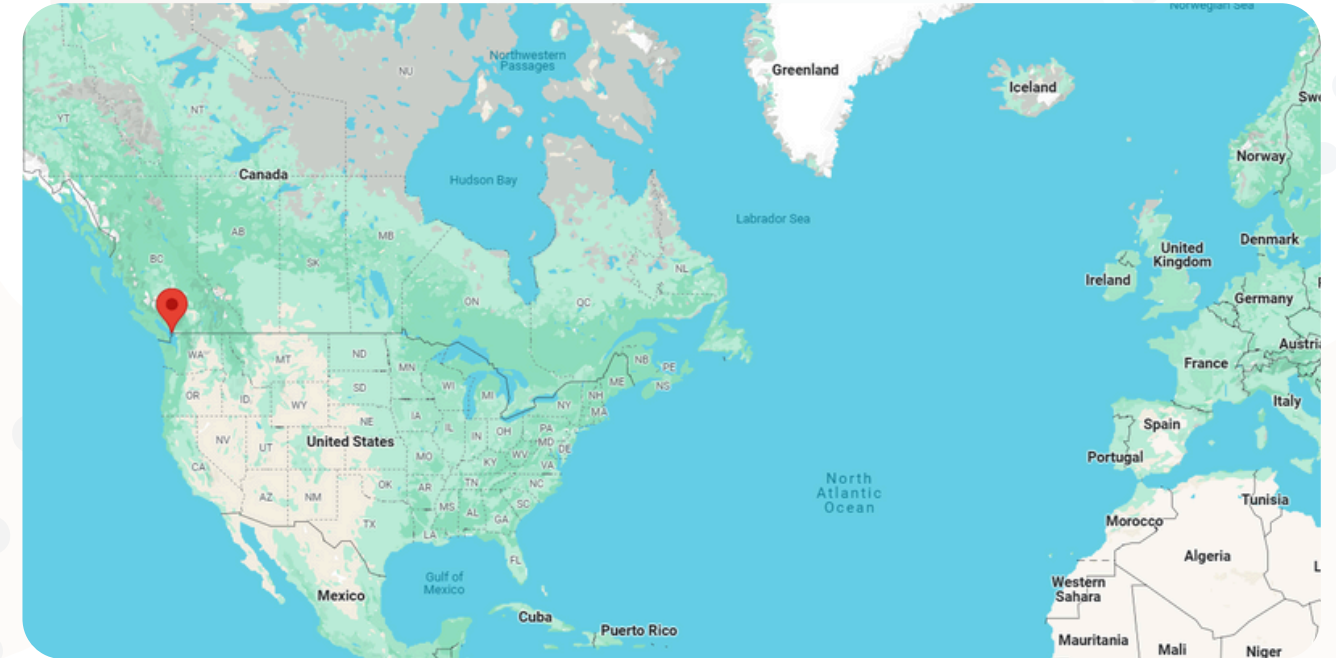 Norwegian Sea
Northwestern
Passages
Greenland
NU
Iceland
Swe
YT
NT
Norway
Canada
Hudson Bay
Labrador Sea
AB
MB
Denmark
United
Kingdom
BC
SK
NL
Ireland
ON
QC
Germany
Austria
WA
ND
MT
NB
PE
France
MN
NS
OR
ID
SD
WI
MI
ME
NH
WY
NY
MA
Italy
IA
NE
Spain
IL
IN
OH
PA
NV
United States
MD
UT
DE
MO
WV
Portugal
CA
KY
VA
OK
AR
TN
NC
North
Atlantic
Ocean
AZ
NM
Tunisia
MS
AL
SC
GA
TX
Morocco
LA
FL
Algeria
L
Gulf of
Mexico
Western
Sahara
Mexico
Cuba
Puerto Rico
Mauritania
Mali
Niger